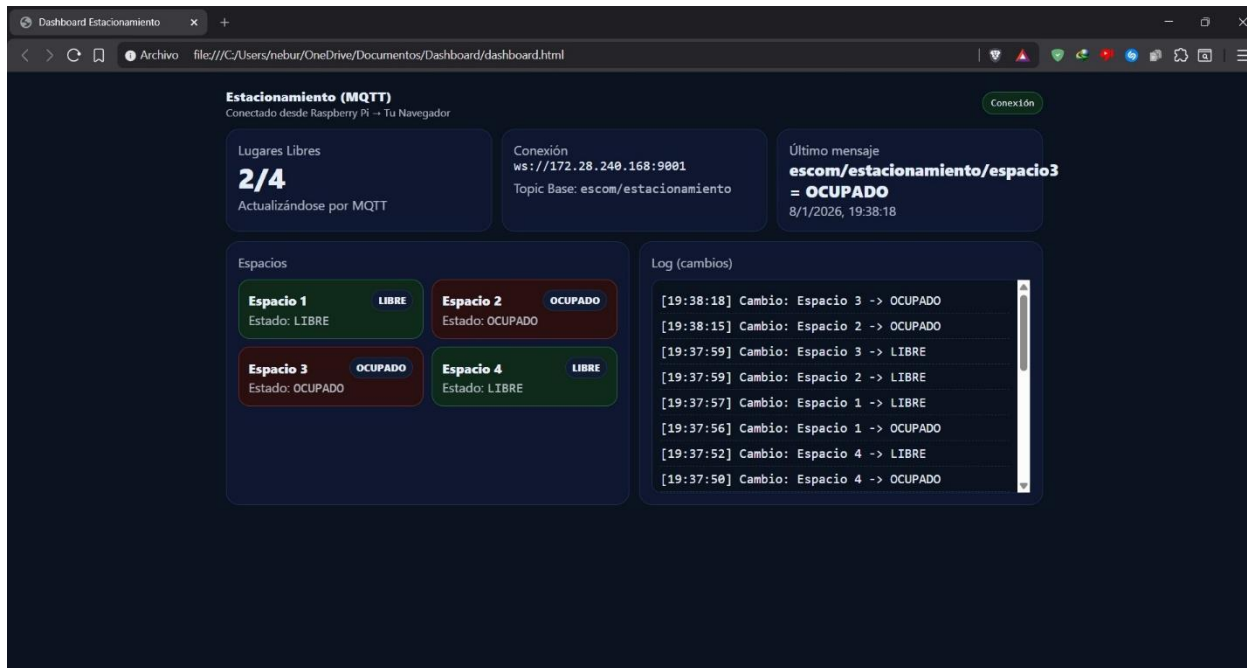 Dashboard Estacionamiento
Archivo file:///C:/Users/nebur/OneDrive/Documentos/Dashboard/dashboard.html
Estacionamiento (MQTT)
Conectado desde Raspberry Pi → Tu Navegador
Conexión
Lugares Libres
2/4
Actualizándose por MQTT
Conexión
ws://172.28.240.168:9001
Topic Base: escom/estacionamiento
Último mensaje
escom/estacionamiento/espacio3
= OCUPADO
8/1/2026, 19:38:18
Espacios
Espacio 1 LIBRE
Estado: LIBRE
Espacio 2 OCUPADO
Estado: OCUPADO
Espacio 3 OCUPADO
Estado: OCUPADO
Espacio 4 LIBRE
Estado: LIBRE
Log (cambios)
[19:38:18] Cambio: Espacio 3 -> OCUPADO
[19:38:15] Cambio: Espacio 2 -> OCUPADO
[19:37:59] Cambio: Espacio 3 -> LIBRE
[19:37:59] Cambio: Espacio 2 -> LIBRE
[19:37:57] Cambio: Espacio 1 -> LIBRE
[19:37:56] Cambio: Espacio 1 -> OCUPADO
[19:37:52] Cambio: Espacio 4 -> LIBRE
[19:37:50] Cambio: Espacio 4 -> OCUPADO